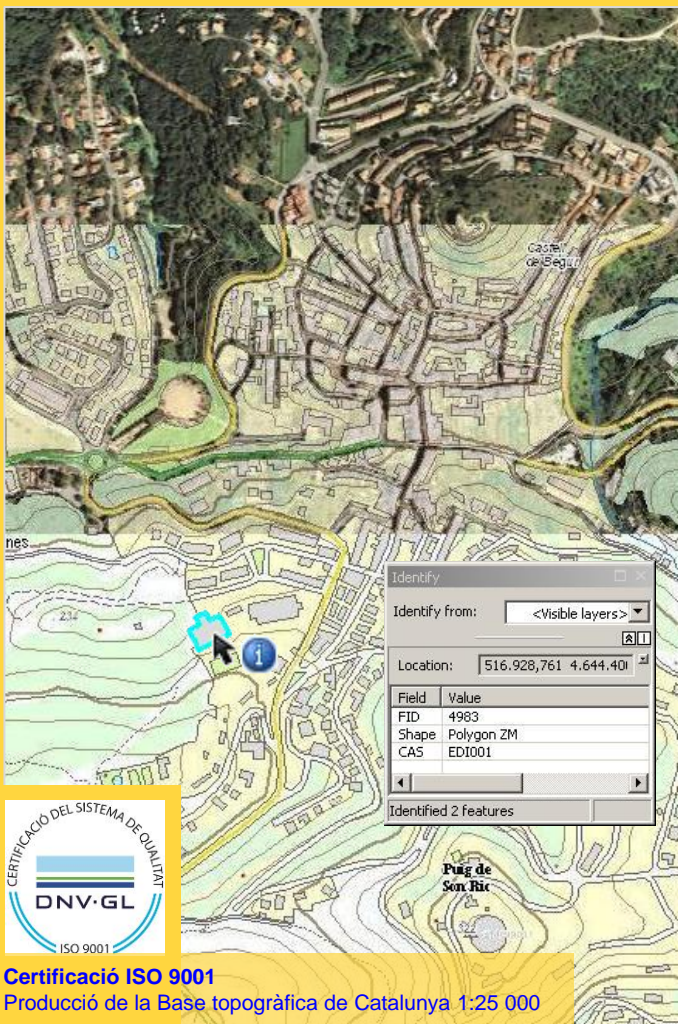 Castell
de Begur
nes
234
Identify
Identify from:
<Visible layers>
Location:
516.928,761 4.644.40
Field Value
FID 4983
Shape Polygon ZM
CAS EDI001
Identified 2 features
CERTIFICACIÓ DEL SISTEMA DE QUALITAT
DNV·GL
ISO 9001
Puig de
Son Ric
Certificació ISO 9001
Producció de la Base topogràfica de Catalunya 1:25 000